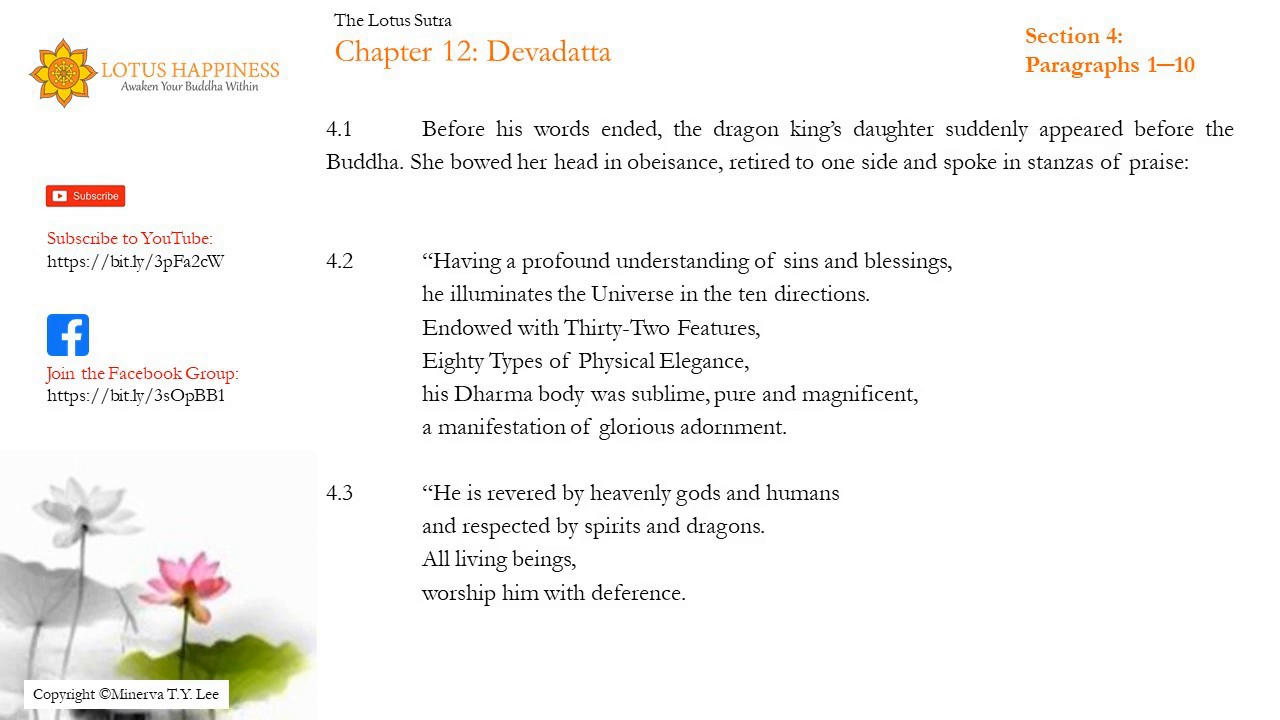 The Lotus Sutra
Chapter 12: Devadatta
Section 4:
Paragraphs 1—10
LOTUS HAPPINESS
Awaken Your Buddha Within
Subscribe
Subscribe to YouTube:
https://bit.ly/3pFa2cW
Join the Facebook Group:
https://bit.ly/3sOpBB1
4.1 Before his words ended, the dragon king’s daughter suddenly appeared before the
Buddha. She bowed her head in obeisance, retired to one side and spoke in stanzas of praise:
4.2 “Having a profound understanding of sins and blessings,
he illuminates the Universe in the ten directions.
Endowed with Thirty-Two Features,
Eighty Types of Physical Elegance,
his Dharma body was sublime, pure and magnificent,
a manifestation of glorious adornment.
4.3 “He is revered by heavenly gods and humans
and respected by spirits and dragons.
All living beings,
worship him with deference.
Copyright ©Minerva T.Y. Lee